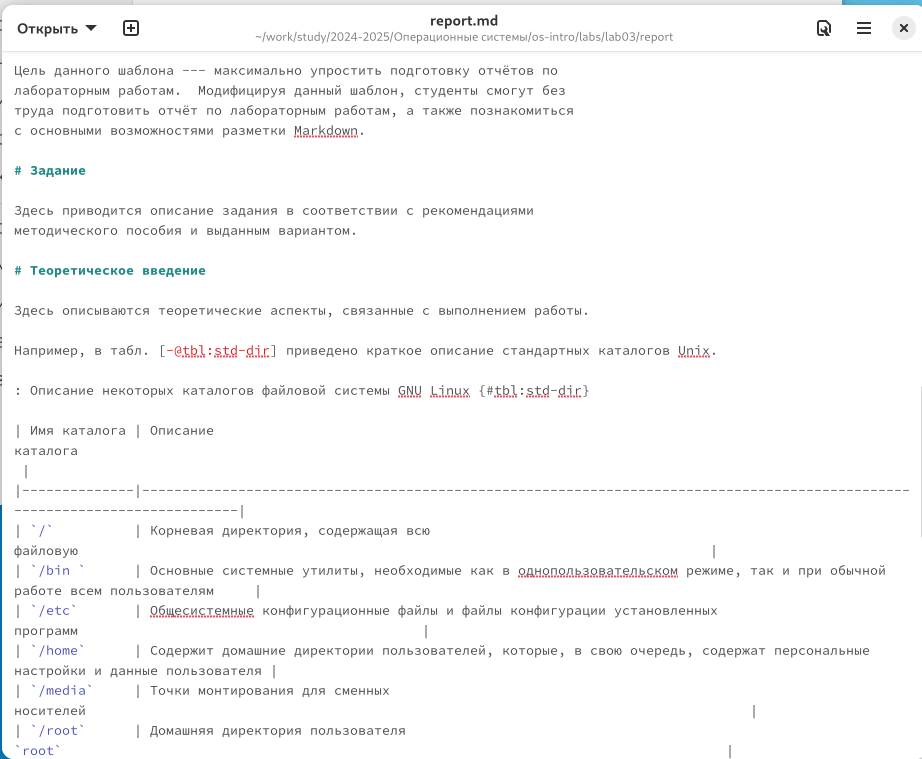 Открыть
report.md
~/work/study/2024-2025/Операционные системы/os-intro/labs/lab03/report
Цель данного шаблона --- максимально упростить подготовку отчётов по
лабораторным работам.  Модифицируя данный шаблон, студенты смогут без
труда подготовить отчёт по лабораторным работам, а также познакомиться
с основными возможностями разметки Markdown.
# Задание
Здесь приводится описание задания в соответствии с рекомендациями
методического пособия и выданным вариантом.
# Теоретическое введение
Здесь описываются теоретические аспекты, связанные с выполнением работы.
Например, в табл. [-@tbl:std-dir] приведено краткое описание стандартных каталогов Unix.
: Описание некоторых каталогов файловой системы GNU Linux {#tbl:std-dir}
| Имя каталога | Описание
каталога
 |
|--------------|------------------------------------------------------------------------------------------------
----------------------------|
| `/`          | Корневая директория, содержащая всю
файловую                                                                               |
| `/bin `      | Основные системные утилиты, необходимые как в однопользовательском режиме, так и при обычной
работе всем пользователям     |
| `/etc`       | Общесистемные конфигурационные файлы и файлы конфигурации установленных
программ                                           |
| `/home`      | Содержит домашние директории пользователей, которые, в свою очередь, содержат персональные
настройки и данные пользователя |
| `/media`     | Точки монтирования для сменных
носителей                                                                                   |
| `/root`      | Домашняя директория пользователя
`root`                                                                                   |